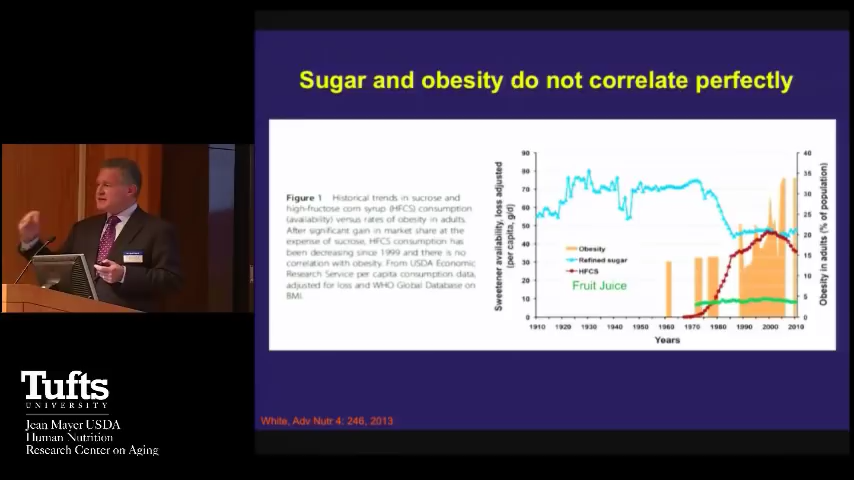 Sugar and obesity do not correlate perfectly
Figure 1 Historical trends in sucrose and
high-fructose corn syrup (HFCS) consumption
(availability) versus rates of obesity in adults.
After significant gain in market share at the
expense of sucrose, HFCS consumption has
been decreasing since 1999 and there is no
correlation with obesity. From USDA Economic
Research Service per capita consumption data,
adjusted for loss and WHO Global Database on
BMI.
Sweetener availability, loss adjusted
(per capita, g/d)
90
80
70
60
50
40
30
20
10
0
Obesity
Refined sugar
HFCS
Fruit Juice
40
35
30
25
20
15
10
5
0
Obesity in adults (% of population)
1910 1920 1930 1940 1950 1960 1970 1980 1990 2000 2010
Years
White, Adv Nutr 4: 246, 2013
Tufts
UNIVERSITY
Jean Mayer USDA
Human Nutrition
Research Center on Aging